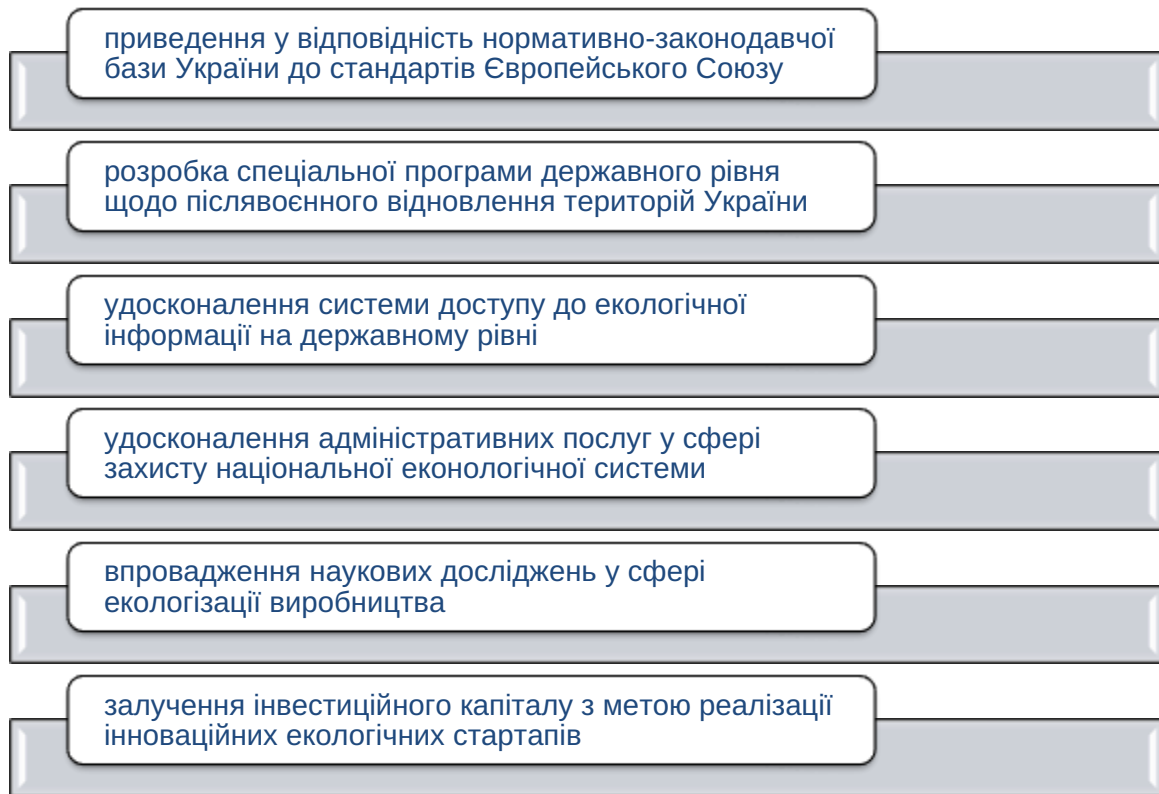 приведення у відповідність нормативно-законодавчої
бази України до стандартів Європейського Союзу
розробка спеціальної програми державного рівня
щодо післявоєнного відновлення територій України
удосконалення системи доступу до екологічної
інформації на державному рівні
удосконалення адміністративних послуг у сфері
захисту національної еконологічної системи
впровадження наукових досліджень у сфері
екологізації виробництва
залучення інвестиційного капіталу з метою реалізації
інноваційних екологічних стартапів